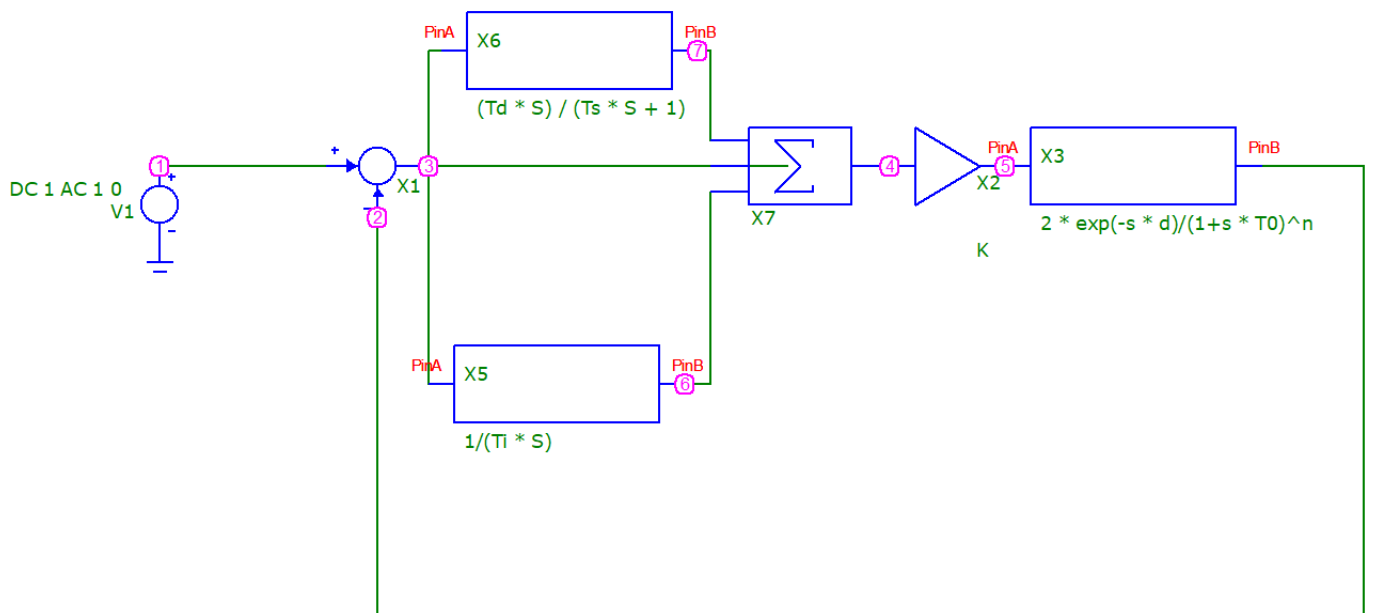 PinA
X6
PinB
7
(Td * S) / (Ts * S + 1)
1
+
+
3
4
PinA
5
X3
PinB
DC 1 AC 1 0
V1
X1
X2
−
2
−
X7
2 * exp(-s * d)/(1+s * T0)^n
K
PinA
X5
PinB
6
1/(Ti * S)